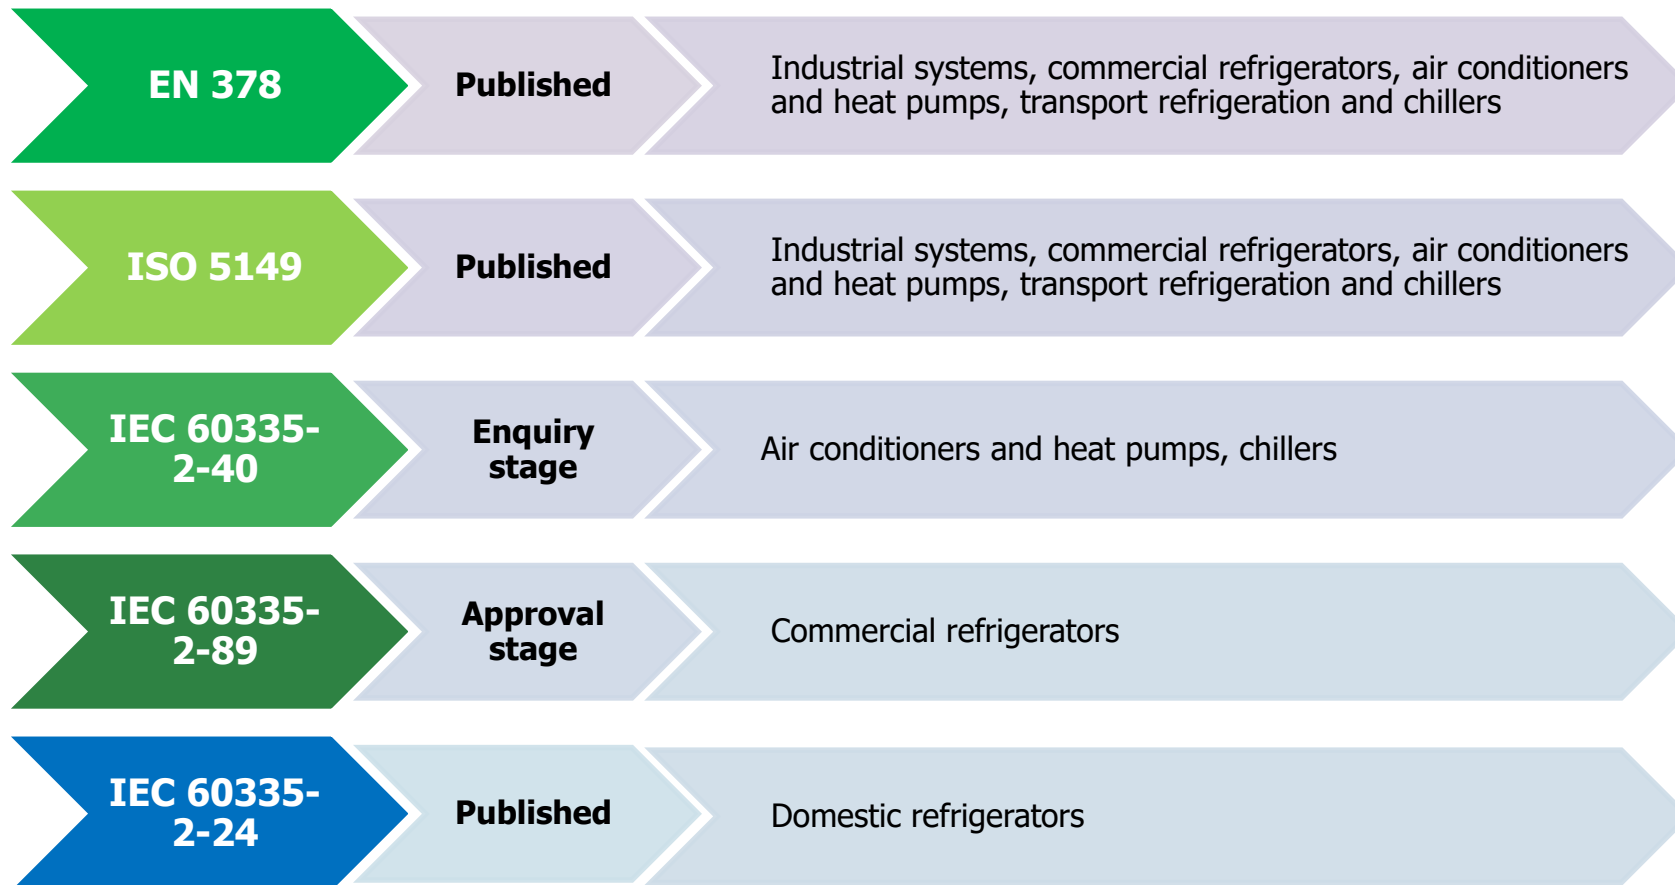 EN 378
Published
Industrial systems, commercial refrigerators, air conditioners
and heat pumps, transport refrigeration and chillers
ISO 5149
Published
Industrial systems, commercial refrigerators, air conditioners
and heat pumps, transport refrigeration and chillers
IEC 60335-
2-40
Enquiry
stage
Air conditioners and heat pumps, chillers
IEC 60335-
2-89
Approval
stage
Commercial refrigerators
IEC 60335-
2-24
Published
Domestic refrigerators